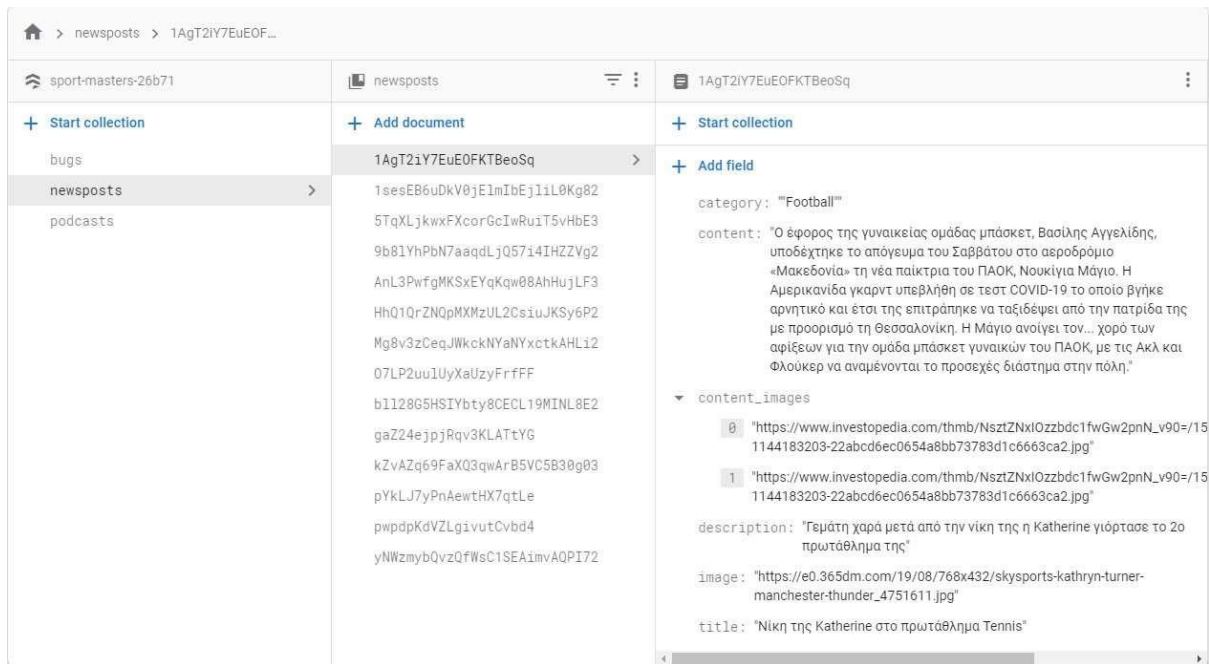 newsposts > 1AgT2iY7EuEOF...
sport-masters-26b71
newsposts
1AgT2iY7EuEOFKTBeoSq
+ Start collection
+ Add document
+ Start collection
bugs
newsposts
podcasts
1AgT2iY7EuEOFKTBeoSq
1sesEB6uDkV0jElmIbEjliL0Kg82
5TqXLjkwxFXcorGcIwRuiT5vHbE3
9b8lYhPbN7aaqdLjQ57i4IHZZVg2
AnL3PwfgMKSxEYqKqw08AhHujLF3
HhQ1QrZNQpMXMzUL2CsiuJKSy6P2
Mg8v3zCeqJWkckNYaNYxctkAHLi2
O7LP2uulUyXaUzyFrfFF
bll28G5HSIYbty8CECL19MINL8E2
gaZ24ejpjRqv3KLATtYG
kZvAZq69FaXQ3qwArB5VC5B30g03
pYkLJ7yPnAewtHX7qtLe
pwpdpKdVZLgivutCvbd4
yNWzmybQvzQfWsC1SEAimvAQPI72
+ Add field
category: ""Football""
content: "Ο έφορος της γυναικείας ομάδας μπάσκετ, Βασίλης Αγγελίδης,
υποδέχτηκε το απόγευμα του Σαββάτου στο αεροδρόμιο
«Μακεδονία» τη νέα παίκτρια του ΠΑΟΚ, Νουκίγια Μάγιο. Η
Αμερικανίδα γκαρντ υπεβλήθη σε τεστ COVID-19 το οποίο βγήκε
αρνητικό και έτσι της επιτράπηκε να ταξιδέψει από την πατρίδα της
με προορισμό τη Θεσσαλονίκη. Η Μάγιο ανοίγει τον... χορό των
αφίξεων για την ομάδα μπάσκετ γυναικών του ΠΑΟΚ, με τις Ακλ και
Φλούκερ να αναμένονται το προσεχές διάστημα στην πόλη."
content_images
0 "https://www.investopedia.com/thmb/NsztZNxIOzzbdc1fwGw2pnN_v90=/15
1144183203-22abcd6ec0654a8bb73783d1c6663ca2.jpg"
1 "https://www.investopedia.com/thmb/NsztZNxIOzzbdc1fwGw2pnN_v90=/15
1144183203-22abcd6ec0654a8bb73783d1c6663ca2.jpg"
description: "Γεμάτη χαρά μετά από την νίκη της η Katherine γιόρτασε το 2ο
πρωτάθλημα της"
image: "https://e0.365dm.com/19/08/768x432/skysports-kathryn-turner-
manchester-thunder_4751611.jpg"
title: "Νίκη της Katherine στο πρωτάθλημα Tennis"